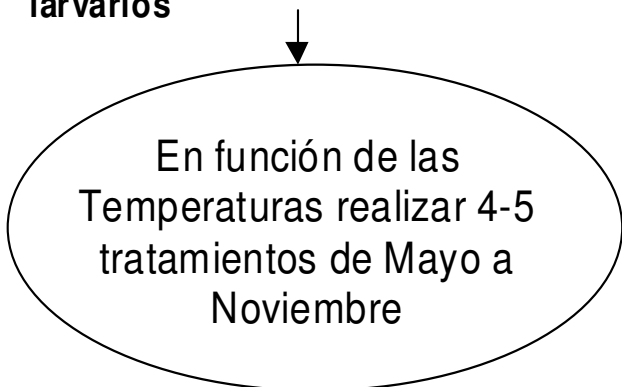 larvarios
En función de las
Temperaturas realizar 4-5
tratamientos de Mayo a
Noviembre